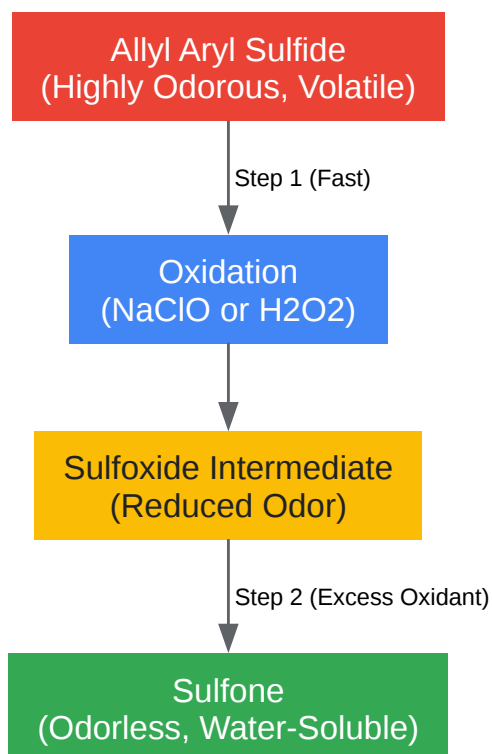 Allyl Aryl Sulfide
(Highly Odorous, Volatile)
Step 1 (Fast)
Oxidation
(NaClO or H2O2)
Sulfoxide Intermediate
(Reduced Odor)
Step 2 (Excess Oxidant)
Sulfone
(Odorless, Water-Soluble)